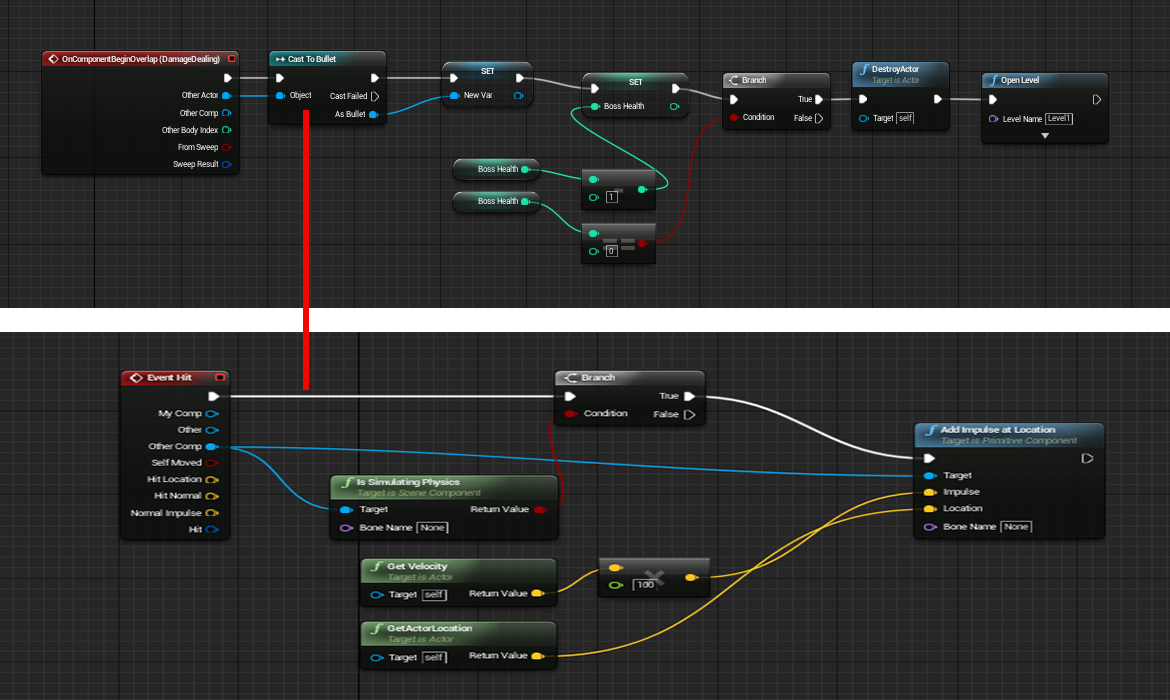 OnComponentBeginOverlap (DamageDealing)
Other Actor
Other Comp
Other Body Index
From Sweep
Sweep Result
Cast To Bullet
Object
Cast Failed
As Bullet
SET
New Var
SET
Boss Health
Boss Health
Boss Health
1
0
Branch
True
Condition
False
DestroyActor
Target is Actor
Target self
Open Level
Level Name Level1
Event Hit
My Comp
Other
Other Comp
Self Moved
Hit Location
Hit Normal
Normal Impulse
Hit
Branch
True
Condition
False
Is Simulating Physics
Target is Scene Component
Target
Return Value
Bone Name None
Get Velocity
Target is Actor
Target self
Return Value
100
GetActorLocation
Target is Actor
Target self
Return Value
Add Impulse at Location
Target is Primitive Component
Target
Impulse
Location
Bone Name None